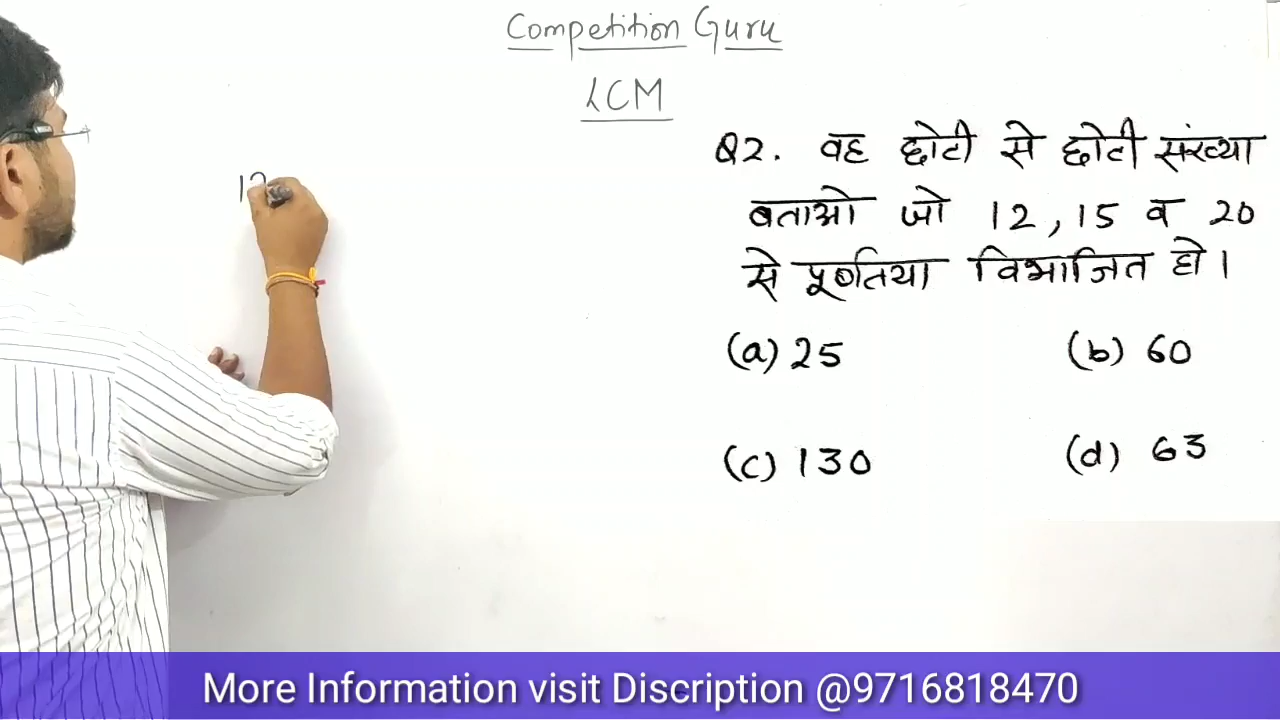 Competition Guru
LCM
Q2. वह छोटी से छोटी संख्या
बताओ जो 12, 15 व 20
से पूर्णतया विभाजित हो।
(a) 25
(b) 60
(c) 130
(d) 63
12
More Information visit Discription @9716818470